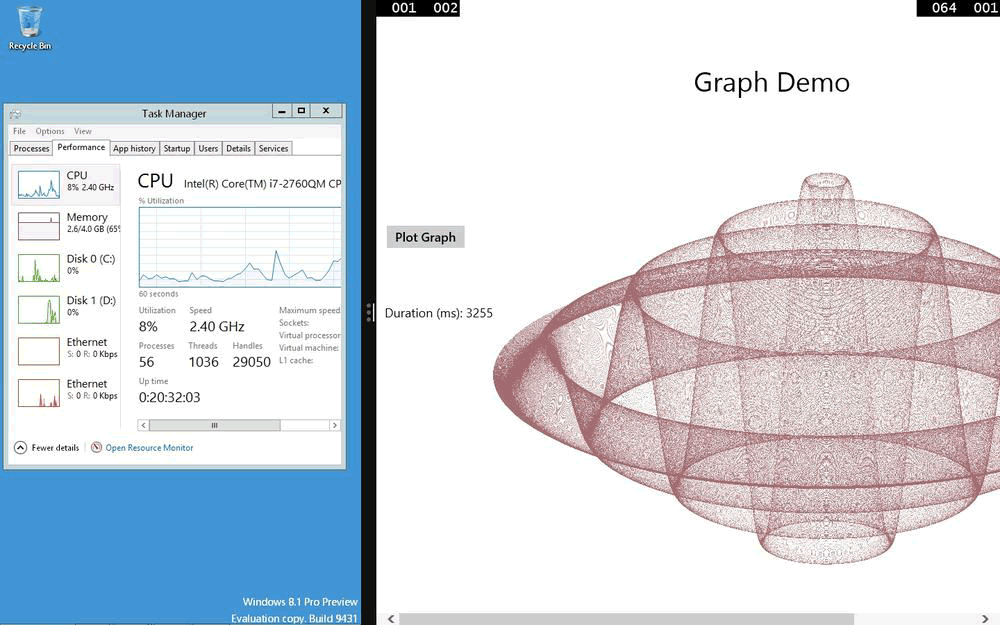 Recycle Bin
Task Manager
File Options View
Processes Performance App history Startup Users Details Services
CPU
8% 2.40 GHz
Memory
2.6/4.0 GB (65%
Disk 0 (C:)
0%
Disk 1 (D:)
0%
Ethernet
S: 0 R: 0 Kbps
Ethernet
S: 0 R: 0 Kbps
CPU Intel(R) Core(TM) i7-2760QM CP
% Utilization
60 seconds
Utilization Speed
8% 2.40 GHz
Processes Threads Handles
56 1036 29050
Up time
0:20:32:03
Maximum speed
Sockets:
Virtual processor
Virtual machine:
L1 cache:
Fewer details Open Resource Monitor
Windows 8.1 Pro Preview
Evaluation copy. Build 9431
001 002 064 001
Graph Demo
Plot Graph
Duration (ms): 3255